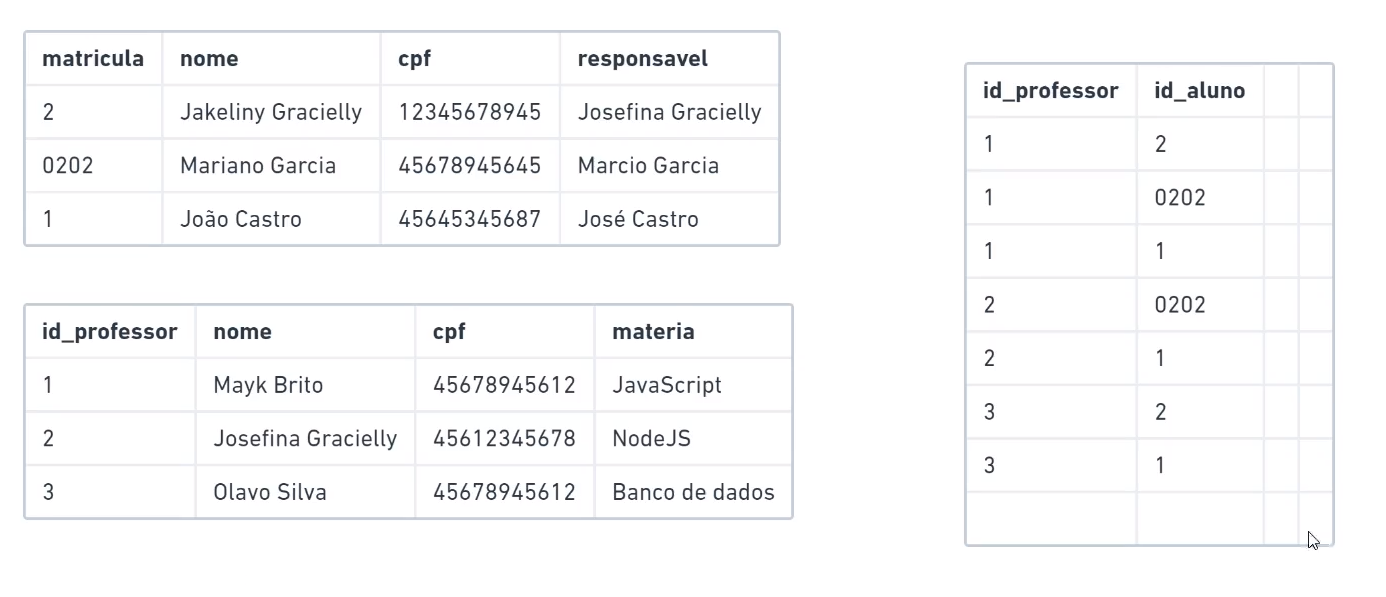 matricula nome cpf responsavel
2 Jakeliny Gracielly 12345678945 Josefina Gracielly
0202 Mariano Garcia 45678945645 Marcio Garcia
1 João Castro 45645345687 José Castro
id_professor nome cpf materia
1 Mayk Brito 45678945612 JavaScript
2 Josefina Gracielly 45612345678 NodeJS
3 Olavo Silva 45678945612 Banco de dados
id_professor id_aluno
1 2
1 0202
1 1
2 0202
2 1
3 2
3 1